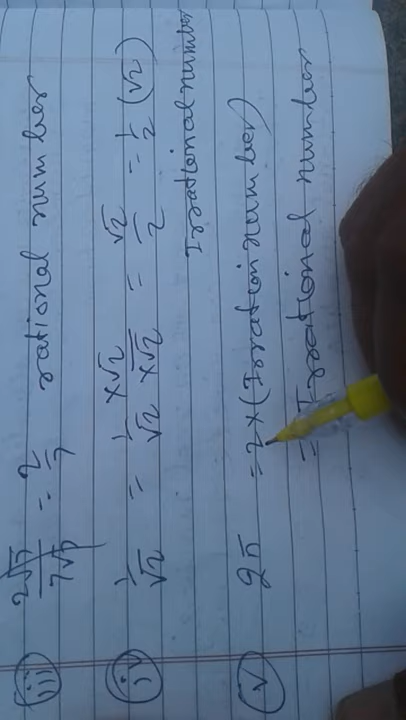 (iii) 2√7/7√7 = 2/7 rational number
(iv) 1/√2 = 1×√2/√2×√2 = √2/2 = 1/2 (√2)
Irrational number
(v) 2π = 2×(Irration number)
= Irrational number